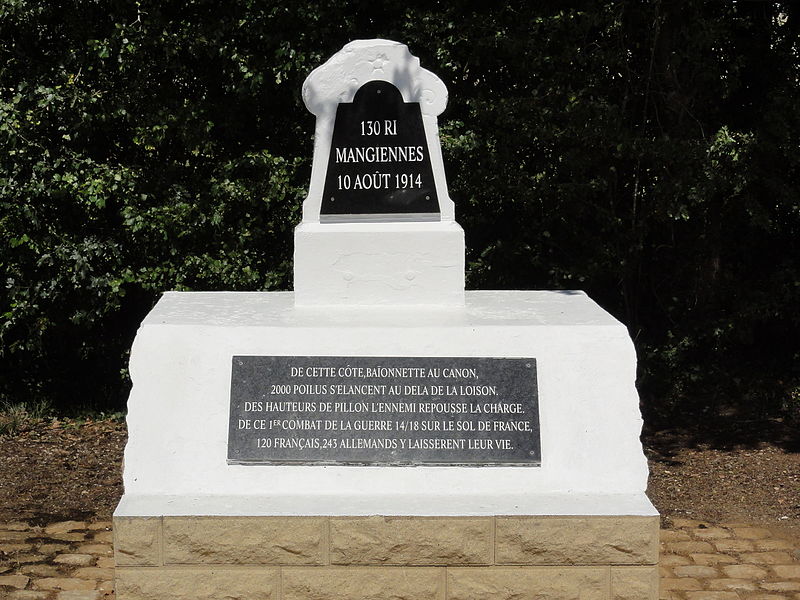 130 RI
MANGIENNES
10 AOÛT 1914
DE CETTE CÔTE,BAÏONNETTE AU CANON,
2000 POILUS S'ÉLANCENT AU DELA DE LA LOISON.
DES HAUTEURS DE PILLON L'ENNEMI REPOUSSE LA CHARGE.
DE CE 1ER COMBAT DE LA GUERRE 14/18 SUR LE SOL DE FRANCE,
120 FRANÇAIS,243 ALLEMANDS Y LAISSÈRENT LEUR VIE.